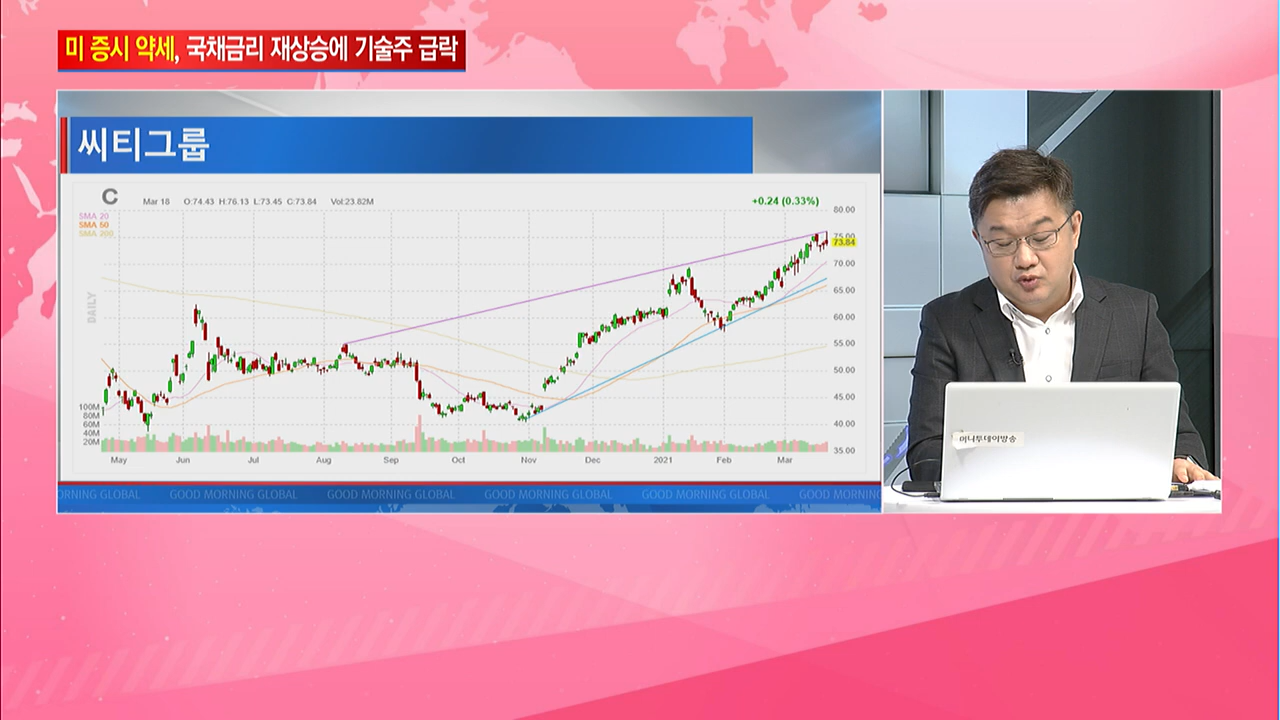 미 증시 약세, 국채금리 재상승에 기술주 급락
씨티그룹
C Mar 18 O:74.43 H:76.13 L:73.45 C:73.84 Vol:23.82M +0.24 (0.33%)
SMA 20
SMA 50
SMA 200
DAILY
80.00
75.00
73.84
70.00
65.00
60.00
55.00
50.00
45.00
40.00
35.00
100M
80M
60M
40M
20M
May Jun Jul Aug Sep Oct Nov Dec 2021 Feb Mar
머니투데이방송
ORNING GLOBAL GOOD MORNING GLOBAL GOOD MORNING GLOBAL GOOD MORNING GLOBAL GOOD MORNING GLOBAL GOOD MORNING